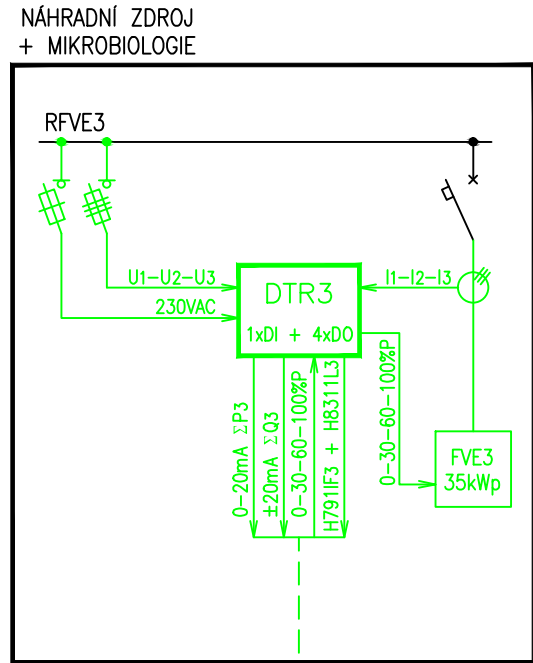 NÁHRADNÍ ZDROJ
+ MIKROBIOLOGIE
RFVE3
U1-U2-U3
230VAC
DTR3
1xDI + 4xDO
I1-I2-I3
0-20mA ΣP3
±20mA ΣQ3
0-30-60-100%P
H791IF3 + H8311L3
0-30-60-100%P
FVE3
35kWp